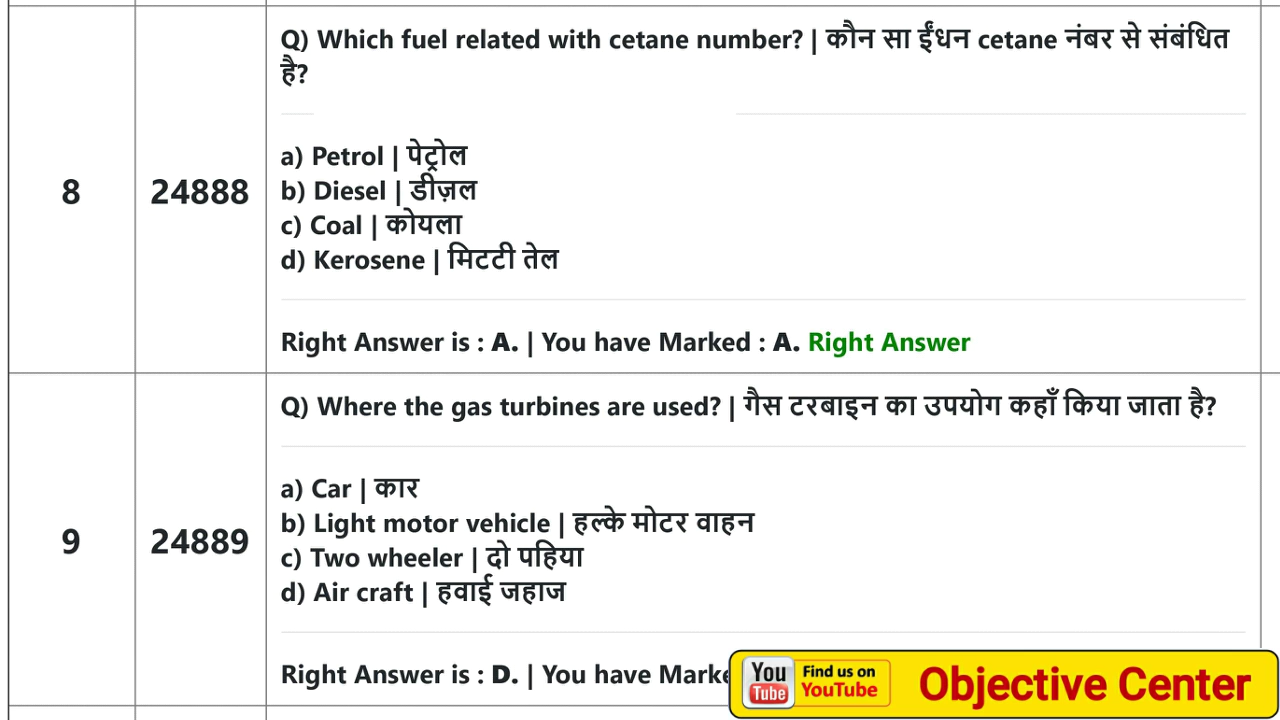 Q) Which fuel related with cetane number? | कौन सा ईंधन cetane नंबर से संबंधित
है?
a) Petrol | पेट्रोल
b) Diesel | डीज़ल
8
24888
c) Coal | कोयला
d) Kerosene | मिटटी तेल
Right Answer is : A. | You have Marked : A. Right Answer
Q) Where the gas turbines are used? | गैस टरबाइन का उपयोग कहाँ किया जाता है?
a) Car | कार
b) Light motor vehicle | हल्के मोटर वाहन
9
24889
c) Two wheeler | दो पहिया
d) Air craft | हवाई जहाज
Right Answer is : D. | You have Marke
You Tube
Find us on
YouTube
Objective Center